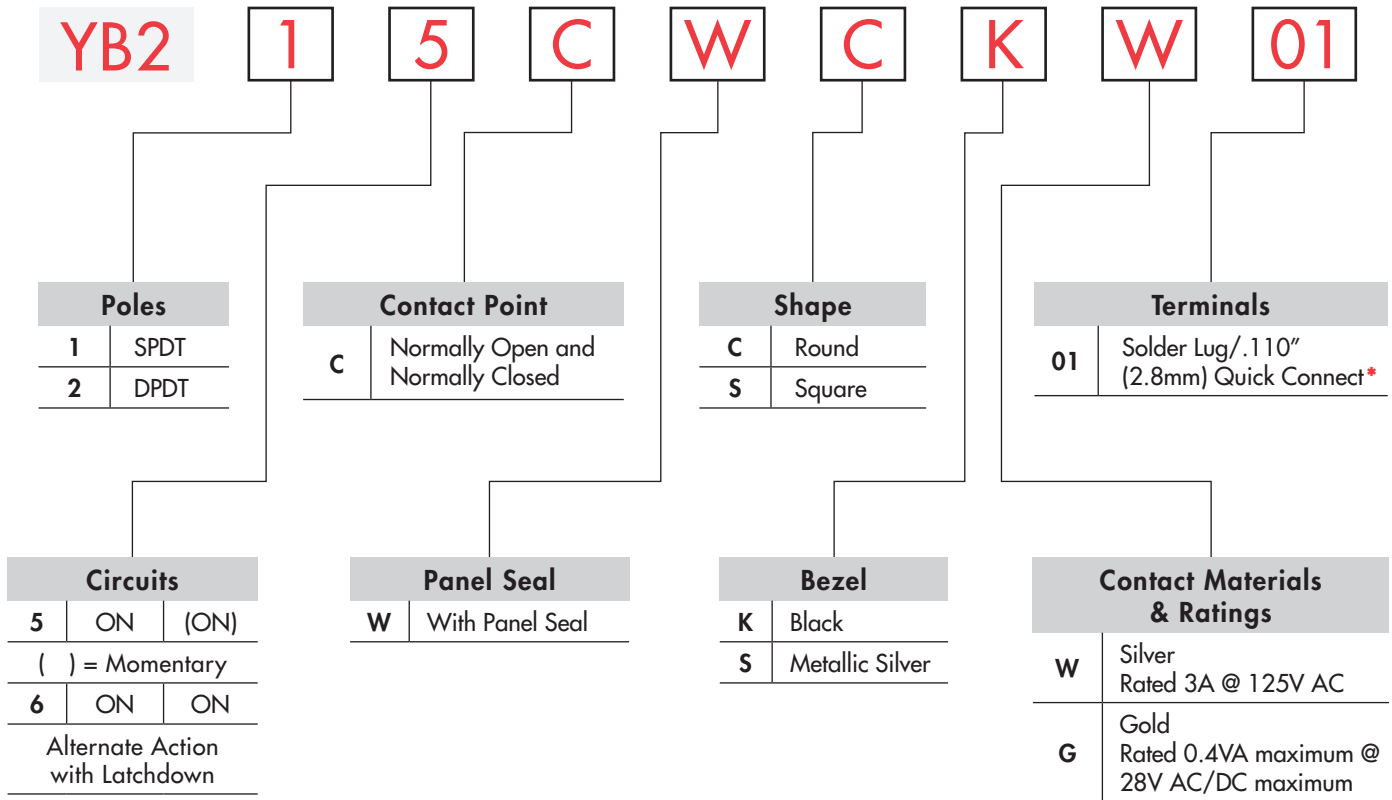 YB2 1 5 C W C K W 01
Poles
1 SPDT
2 DPDT
Contact Point
C Normally Open and
Normally Closed
Shape
C Round
S Square
Terminals
01 Solder Lug/.110"
(2.8mm) Quick Connect*
Circuits
5 ON (ON)
( ) = Momentary
6 ON ON
Alternate Action
with Latchdown
Panel Seal
W With Panel Seal
Bezel
K Black
S Metallic Silver
Contact Materials
& Ratings
W Silver
Rated 3A @ 125V AC
G Gold
Rated 0.4VA maximum @
28V AC/DC maximum